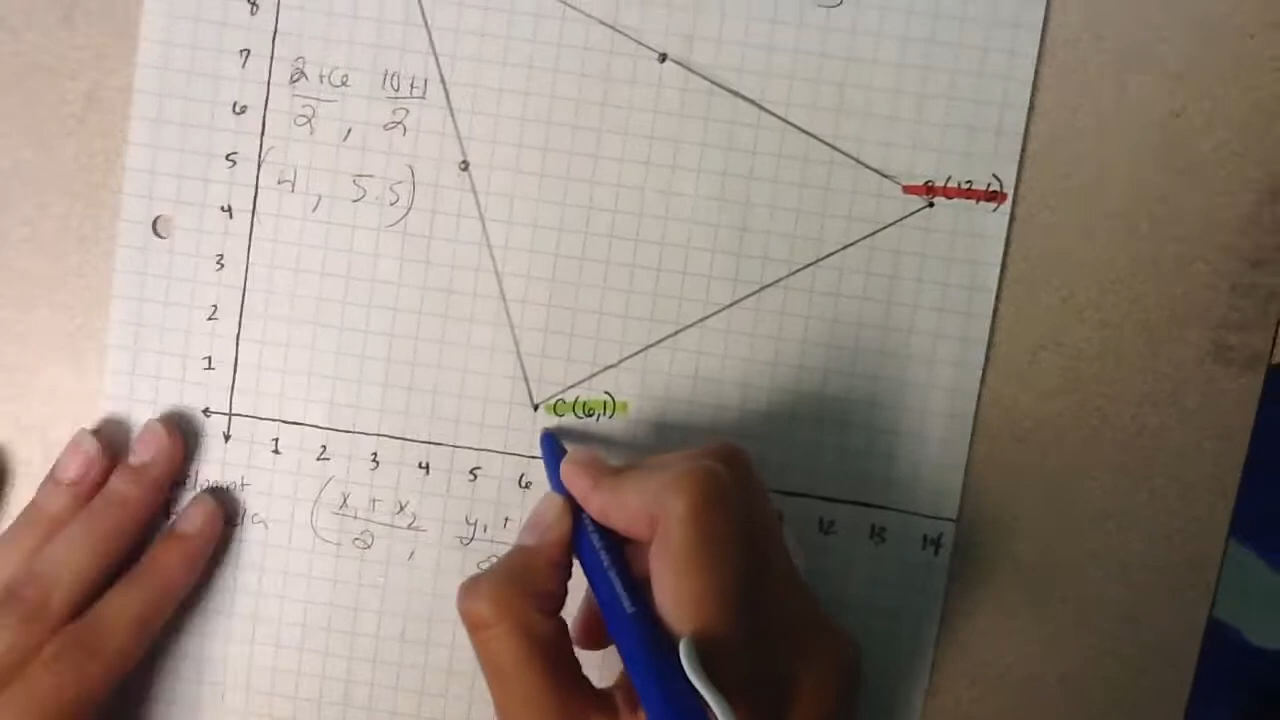 8
7
2+6 10+1
6
2 , 2
5
(4 , 5.5)
B(12,6)
4
3
2
1
C(6,1)
1 2 3 4 5 6 12 13 14
( x₁ + x₂ y₁ +
2 ,